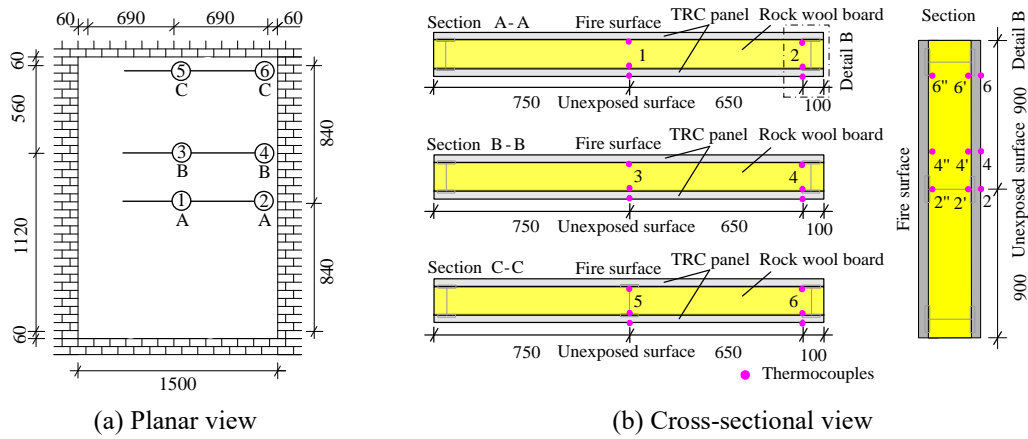 60 690 690 60
60
560
1120
60
5 6
C C
3 4
B B
1 2
A A
840
840
1500
(a) Planar view
Section A-A Fire surface TRC panel Rock wool board
1 2
Detail B
750 Unexposed surface 650 100
Section B-B Fire surface TRC panel Rock wool board
3 4
750 Unexposed surface 650 100
Section C-C Fire surface TRC panel Rock wool board
5 6
750 Unexposed surface 650 100
Thermocouples
Section
Detail B
6" 6' 6
4" 4' 4
2" 2' 2
Fire surface
900 Unexposed surface 900
(b) Cross-sectional view